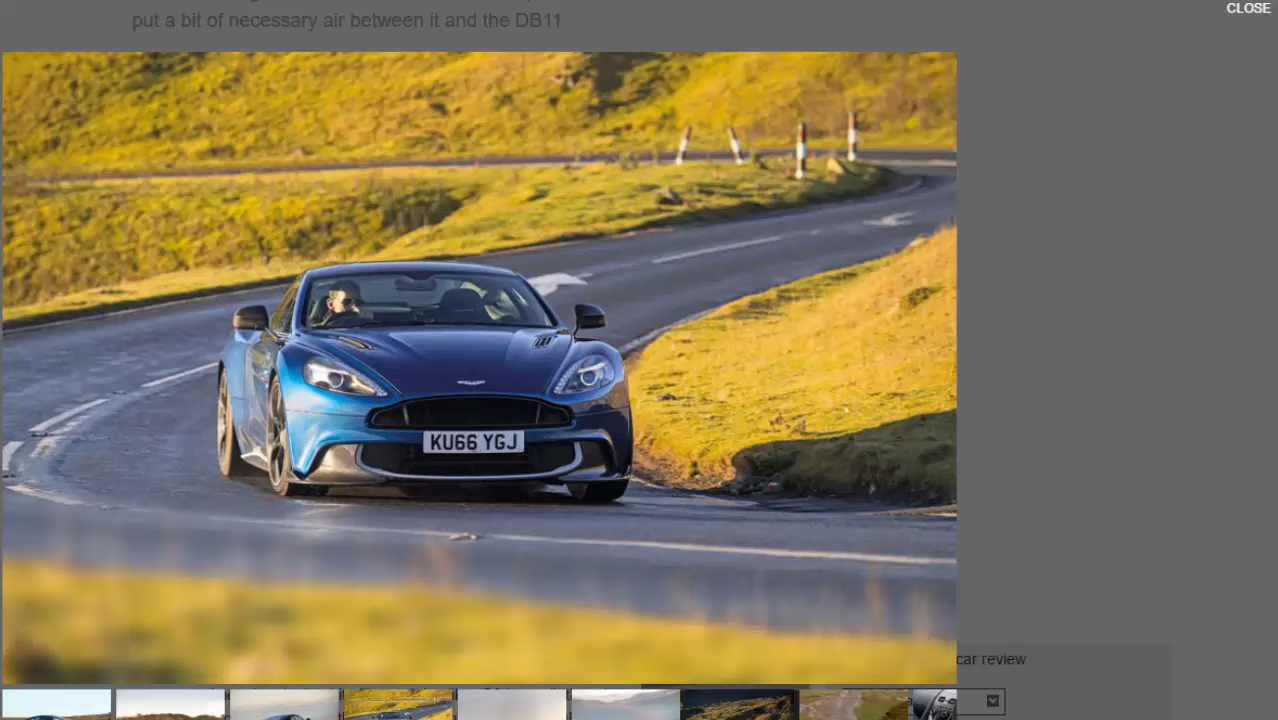 CLOSE
put a bit of necessary air between it and the DB11
KU66 YGJ
car review